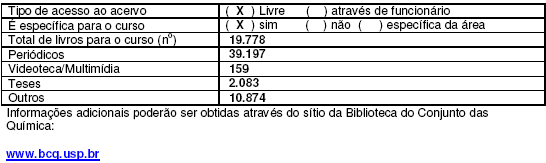 Tipo de acesso ao acervo ( X ) Livre ( ) através de funcionário
É específica para o curso ( X ) sim ( ) não ( ) específica da área
Total de livros para o curso (nº) 19.778
Periódicos 39.197
Videoteca/Multimídia 159
Teses 2.083
Outros 10.874
Informações adicionais poderão ser obtidas através do sítio da Biblioteca do Conjunto das
Química:
www.bcq.usp.br